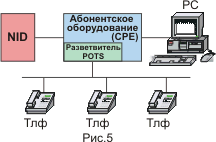 PC
NID
Абонентское
оборудование
(CPE)
Разветвитель
POTS
Тлф Тлф Тлф
Рис.5